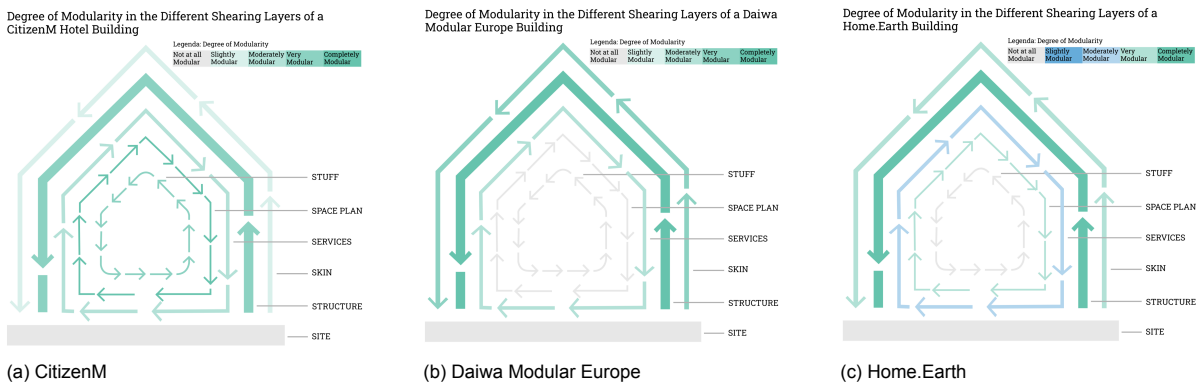 Degree of Modularity in the Different Shearing Layers of a
CitizenM Hotel Building
Legenda: Degree of Modularity
Not at all Modular
Slightly Modular
Moderately Modular
Very Modular
Completely Modular
STUFF
SPACE PLAN
SERVICES
SKIN
STRUCTURE
SITE
(a) CitizenM
Degree of Modularity in the Different Shearing Layers of a Daiwa
Modular Europe Building
Legenda: Degree of Modularity
Not at all Modular
Slightly Modular
Moderately Modular
Very Modular
Completely Modular
STUFF
SPACE PLAN
SERVICES
SKIN
STRUCTURE
SITE
(b) Daiwa Modular Europe
Degree of Modularity in the Different Shearing Layers of a
Home.Earth Building
Legenda: Degree of Modularity
Not at all Modular
Slightly Modular
Moderately Modular
Very Modular
Completely Modular
STUFF
SPACE PLAN
SERVICES
SKIN
STRUCTURE
SITE
(c) Home.Earth